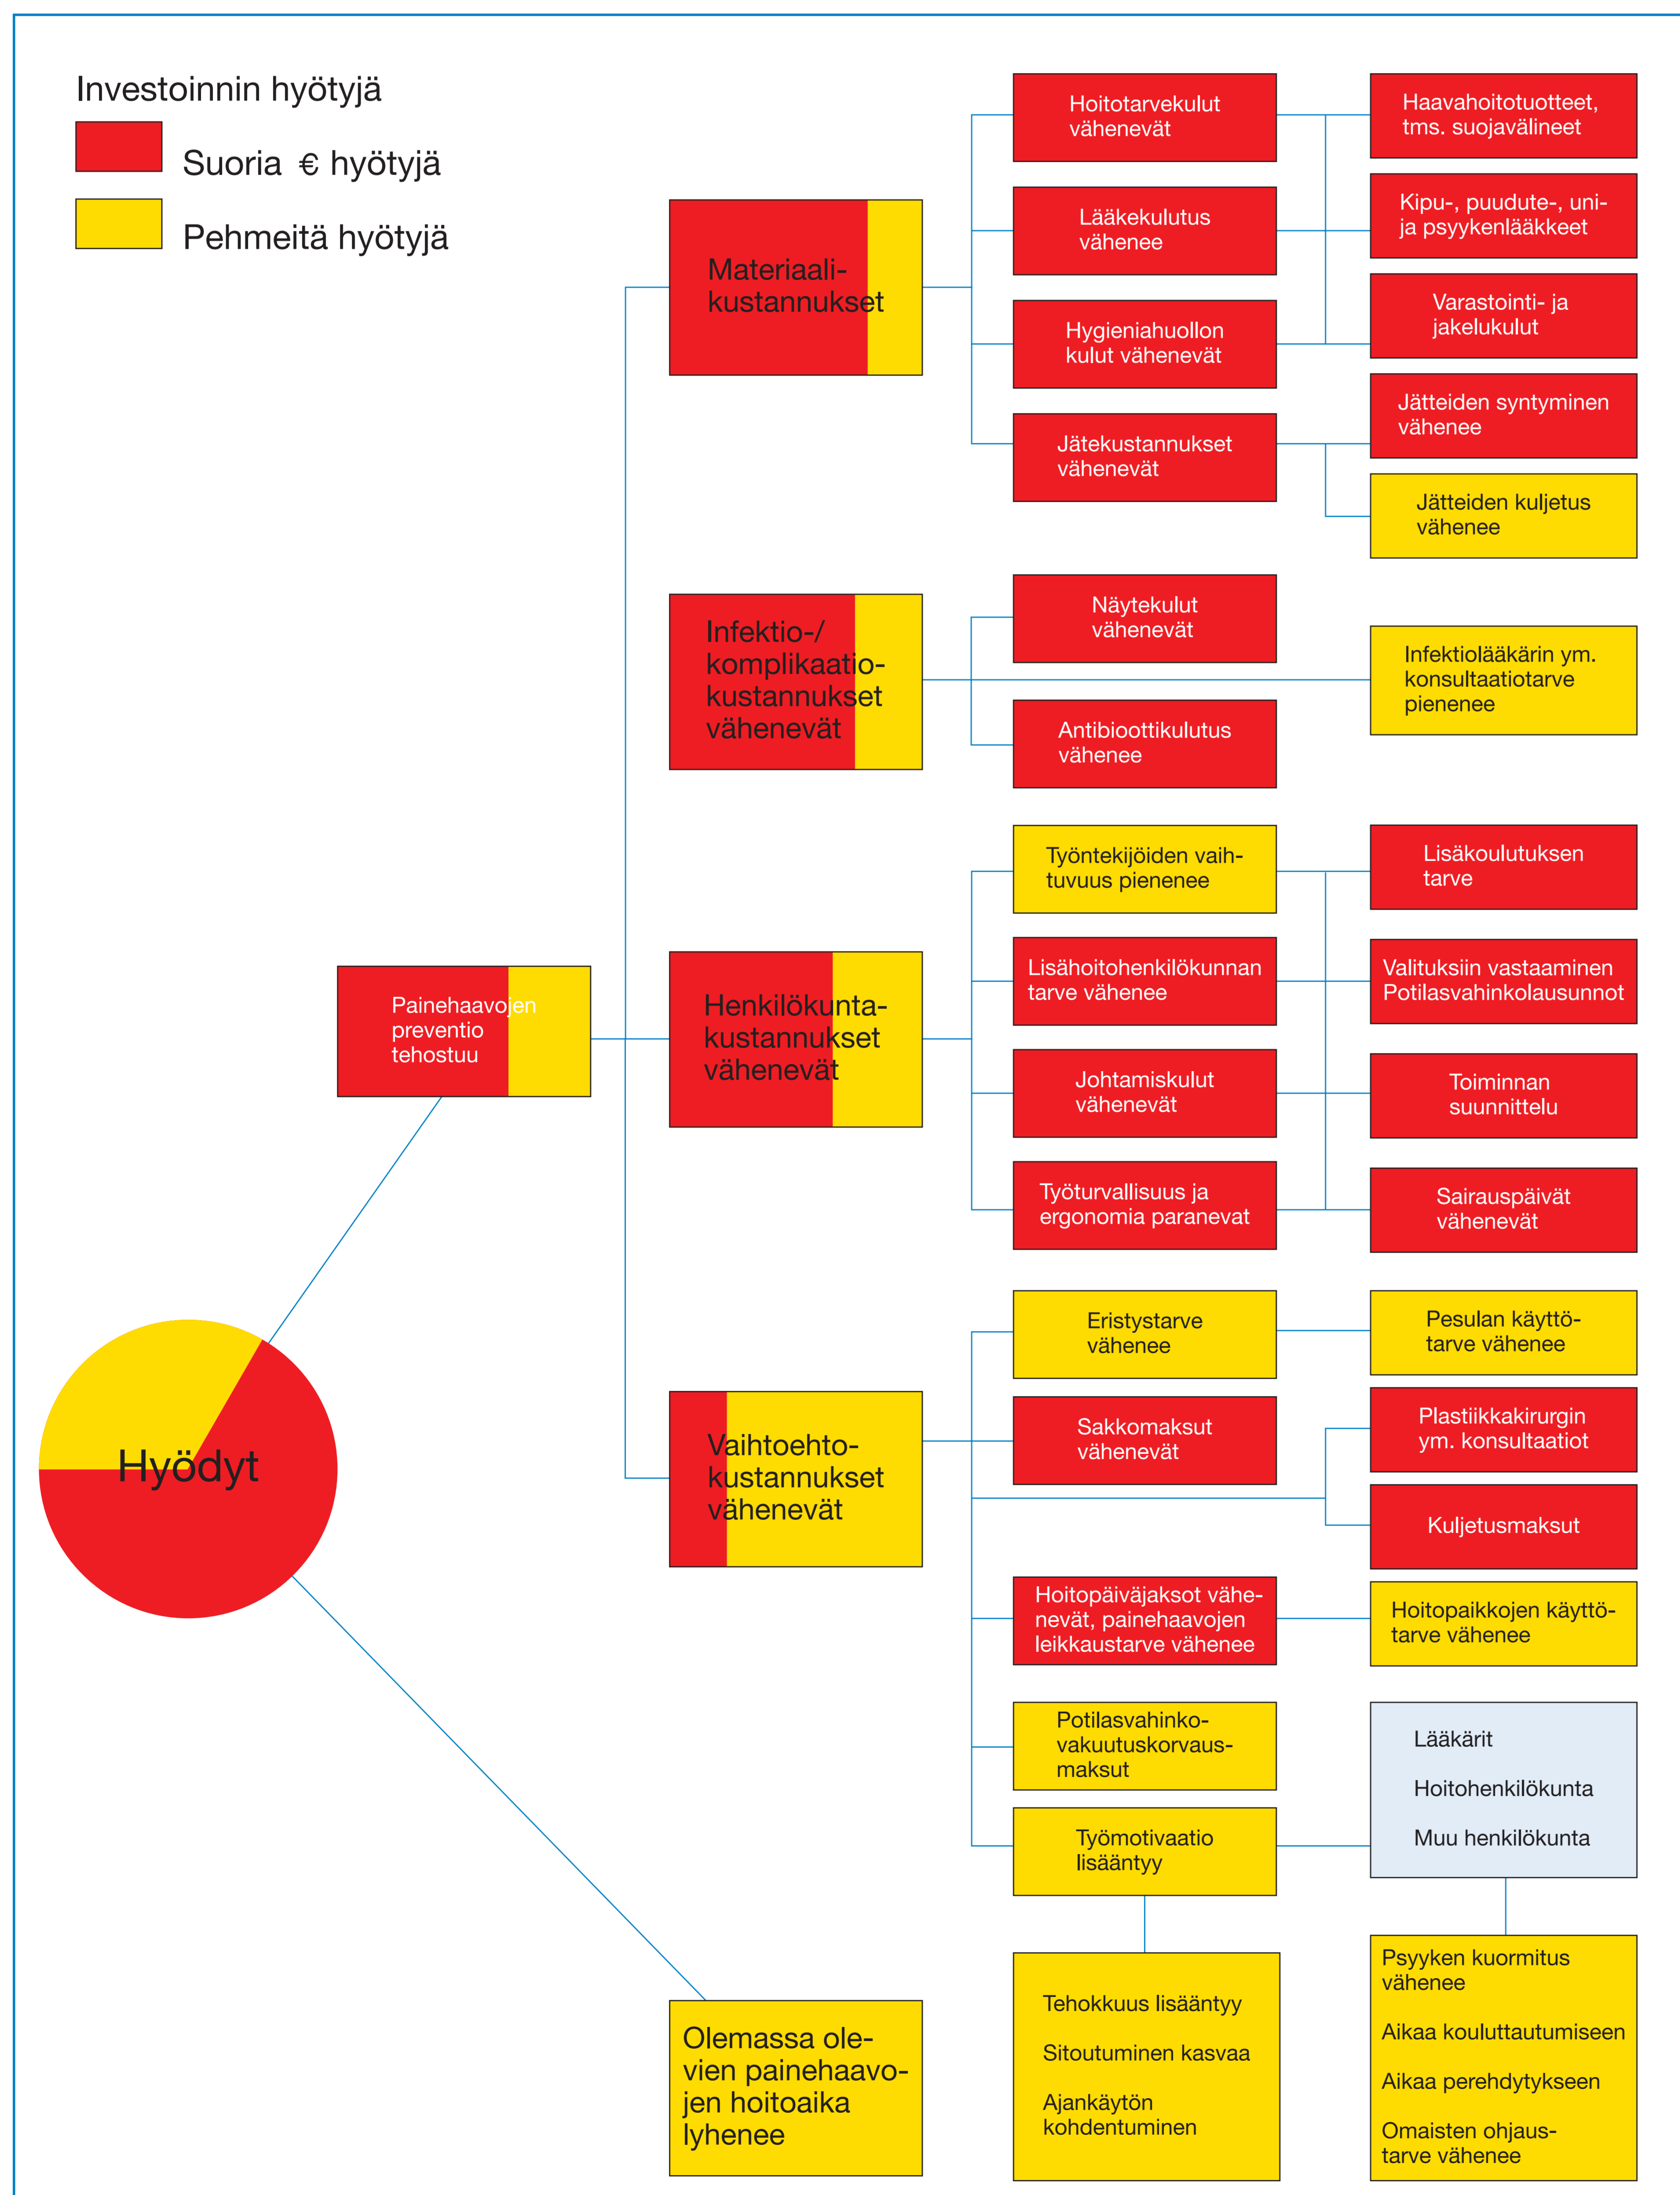 Investoinnin hyötyjä
Suoria € hyötyjä
Pehmeitä hyötyjä
Hyödyt
Painehaavojen
preventio
tehostuu
Materiaali-
kustannukset
Hoitotarvekulut
vähenevät
Lääkekulutus
vähenee
Hygieniahuollon
kulut vähenevät
Jätekustannukset
vähenevät
Haavahoitotuotteet,
tms. suojavälineet
Kipu-, puudute-, uni-
ja psyykenlääkkeet
Varastointi- ja
jakelukulut
Jätteiden syntyminen
vähenee
Jätteiden kuljetus
vähenee
Infektio-/
komplikaatio-
kustannukset
vähenevät
Näytekulut
vähenevät
Antibioottikulutus
vähenee
Infektiolääkärin ym.
konsultaatiotarve
pienenee
Henkilökunta-
kustannukset
vähenevät
Työntekijöiden vaih-
tuvuus pienenee
Lisähoitohenkilökunnan
tarve vähenee
Johtamiskulut
vähenevät
Työturvallisuus ja
ergonomia paranevat
Lisäkoulutuksen
tarve
Valituksiin vastaaminen
Potilasvahinkolausunnot
Toiminnan
suunnittelu
Sairauspäivät
vähenevät
Vaihtoehto-
kustannukset
vähenevät
Eristystarve
vähenee
Pesulan käyttö-
tarve vähenee
Sakkomaksut
vähenevät
Plastiikkakirurgin
ym. konsultaatiot
Kuljetusmaksut
Hoitopäiväjaksot vähe-
nevät, painehaavojen
leikkaustarve vähenee
Hoitopaikkojen käyttö-
tarve vähenee
Potilasvahinko-
vakuutuskorvaus-
maksut
Työmotivaatio
lisääntyy
Lääkärit
Hoitohenkilökunta
Muu henkilökunta
Olemassa ole-
vien painehaavo-
jen hoitoaika
lyhenee
Tehokkuus lisääntyy
Sitoutuminen kasvaa
Ajankäytön
kohdentuminen
Psyyken kuormitus
vähenee
Aikaa kouluttautumiseen
Aikaa perehdytykseen
Omaisten ohjaus-
tarve vähenee